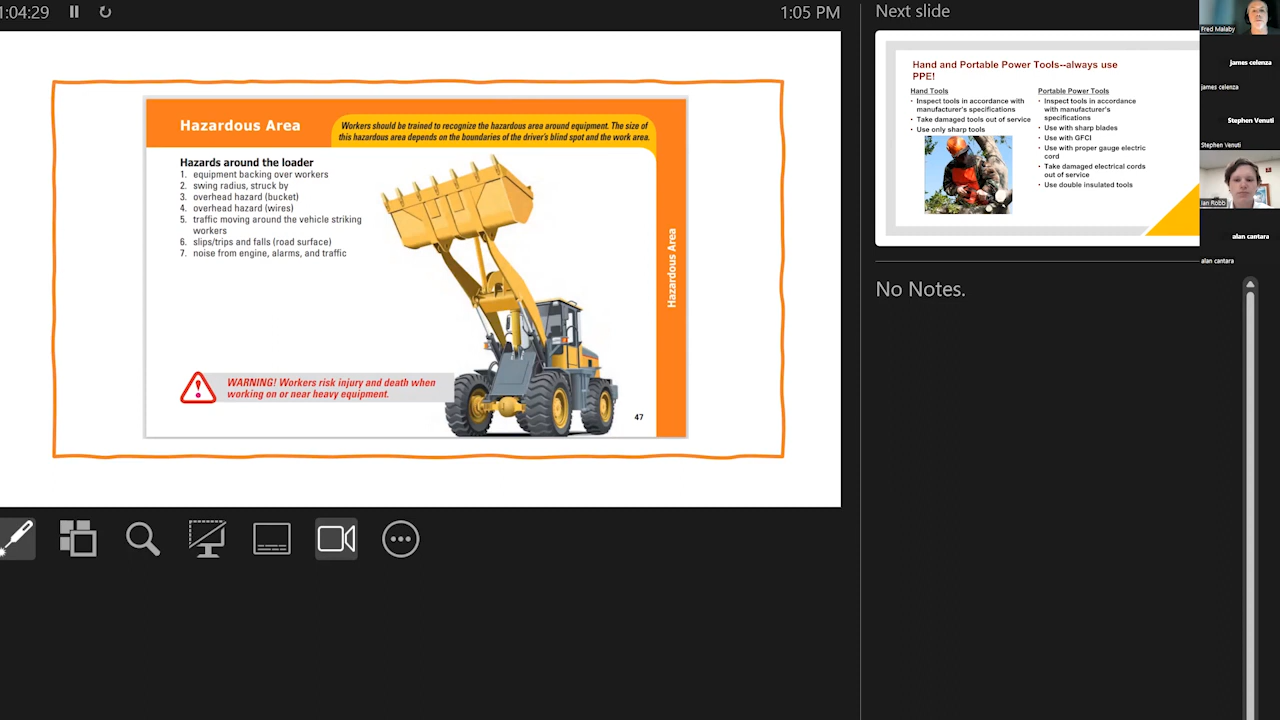 1:04:29
1:05 PM
Hazardous Area
Workers should be trained to recognize the hazardous area around equipment. The size of
this hazardous area depends on the boundaries of the driver's blind spot and the work area.
Hazards around the loader
1. equipment backing over workers
2. swing radius, struck by
3. overhead hazard (bucket)
4. overhead hazard (wires)
5. traffic moving around the vehicle striking
workers
6. slips/trips and falls (road surface)
7. noise from engine, alarms, and traffic
WARNING! Workers risk injury and death when
working on or near heavy equipment.
47
Hazardous Area
Next slide
Hand and Portable Power Tools--always use
PPE!
Hand Tools
• Inspect tools in accordance with
manufacturer's specifications
• Take damaged tools out of service
• Use only sharp tools
Portable Power Tools
• Inspect tools in accordance
with manufacturer's
specifications
• Use with sharp blades
• Use with GFCI
• Use with proper gauge electric
cord
• Take damaged electrical cords
out of service
• Use double insulated tools
No Notes.
Fred Malaby
james celenza
james celenza
Stephen Venuti
Stephen Venuti
Ian Robb
alan cantara
alan cantara